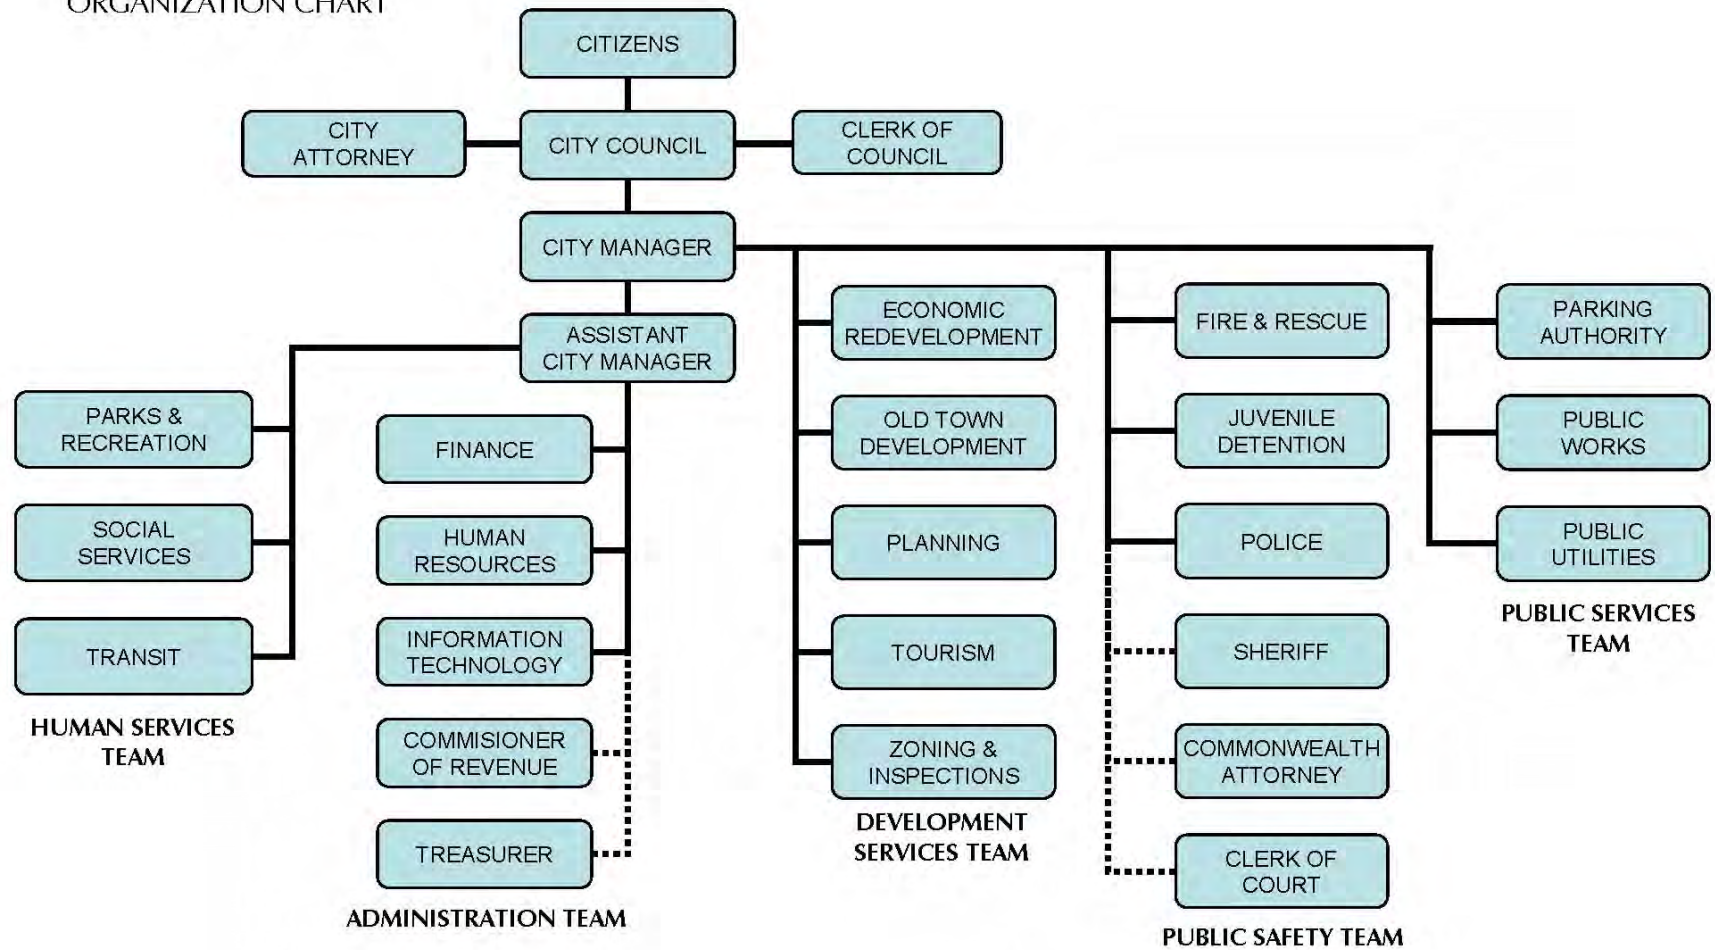 ORGANIZATION CHART
CITIZENS
CITY
ATTORNEY
CITY COUNCIL
CLERK OF
COUNCIL
CITY MANAGER
ASSISTANT
CITY MANAGER
PARKS &
RECREATION
SOCIAL
SERVICES
TRANSIT
HUMAN SERVICES
TEAM
FINANCE
HUMAN
RESOURCES
INFORMATION
TECHNOLOGY
COMMISIONER
OF REVENUE
TREASURER
ADMINISTRATION TEAM
ECONOMIC
REDEVELOPMENT
OLD TOWN
DEVELOPMENT
PLANNING
TOURISM
ZONING &
INSPECTIONS
DEVELOPMENT
SERVICES TEAM
FIRE & RESCUE
JUVENILE
DETENTION
POLICE
SHERIFF
COMMONWEALTH
ATTORNEY
CLERK OF
COURT
PUBLIC SAFETY TEAM
PARKING
AUTHORITY
PUBLIC
WORKS
PUBLIC
UTILITIES
PUBLIC SERVICES
TEAM